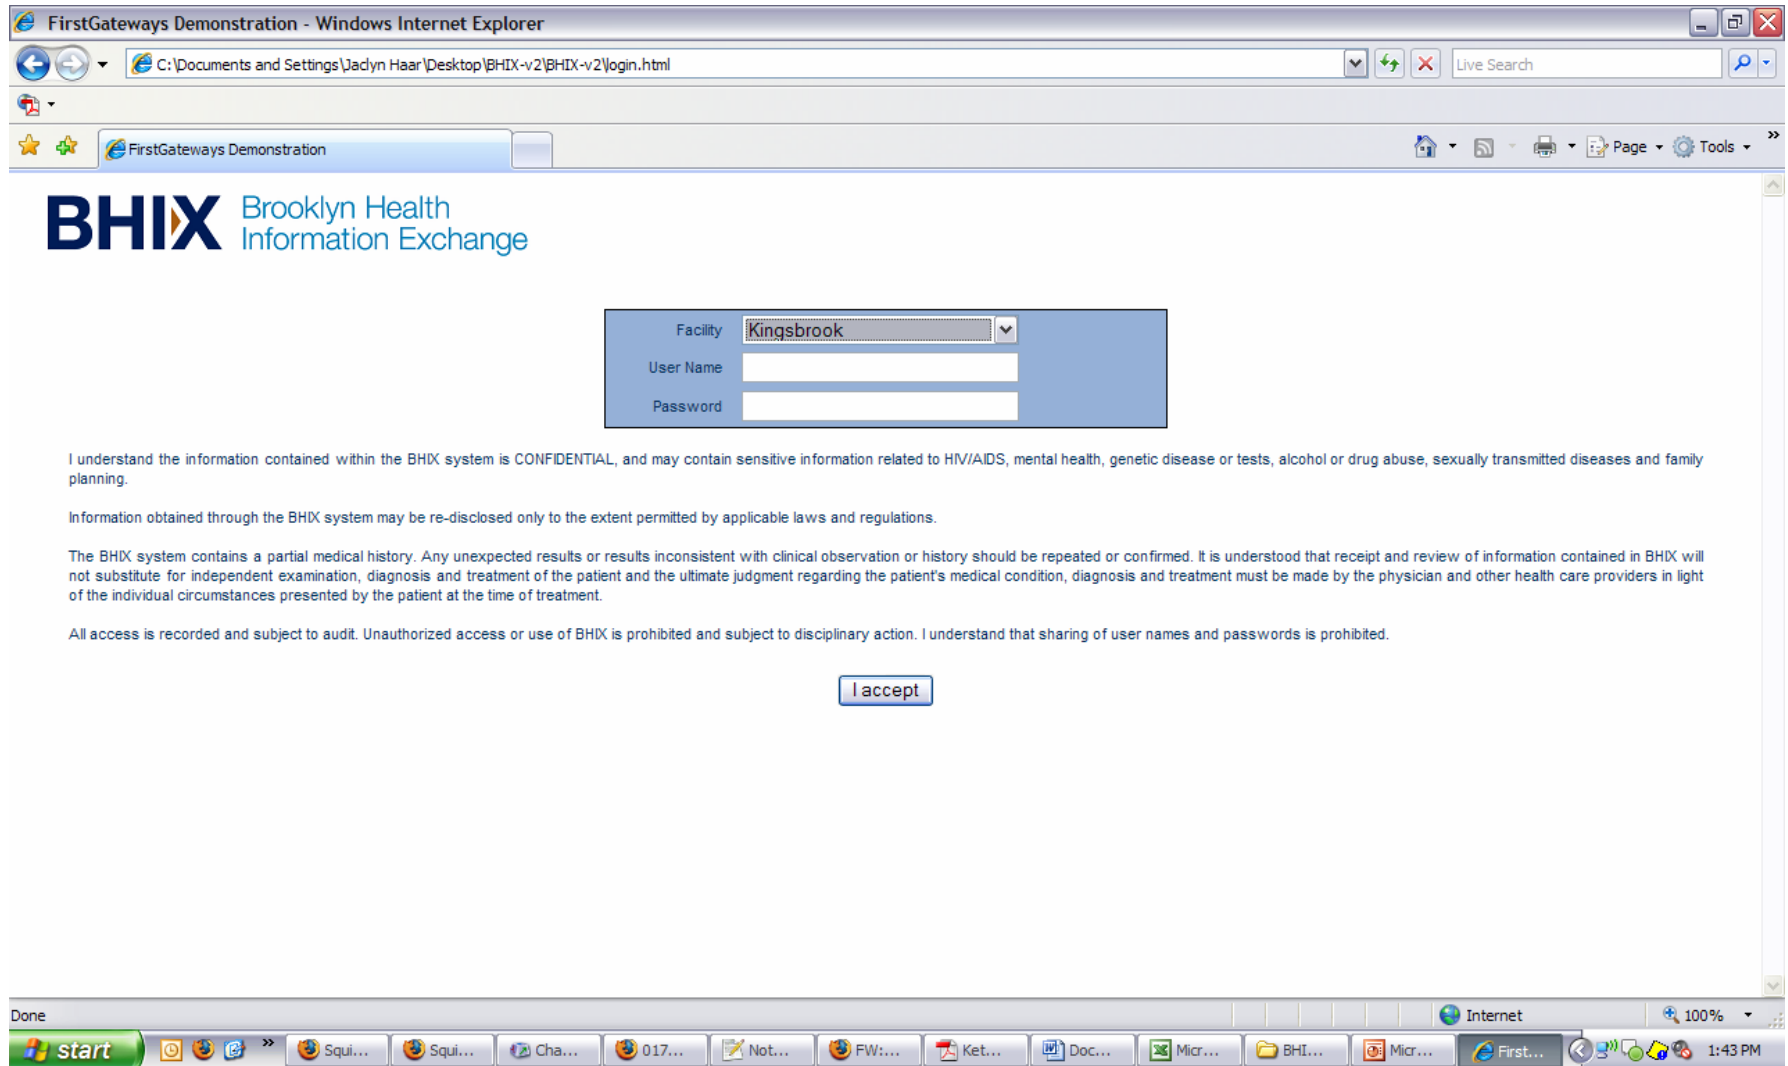 FirstGateways Demonstration - Windows Internet Explorer
C:\Documents and Settings\Jaclyn Haar\Desktop\BHIX-v2\BHIX-v2\login.html
Live Search
FirstGateways Demonstration
Page
Tools
»
BHIX Brooklyn Health
Information Exchange
Facility Kingsbrook
User Name
Password
I understand the information contained within the BHIX system is CONFIDENTIAL, and may contain sensitive information related to HIV/AIDS, mental health, genetic disease or tests, alcohol or drug abuse, sexually transmitted diseases and family
planning.
Information obtained through the BHIX system may be re-disclosed only to the extent permitted by applicable laws and regulations.
The BHIX system contains a partial medical history. Any unexpected results or results inconsistent with clinical observation or history should be repeated or confirmed. It is understood that receipt and review of information contained in BHIX will
not substitute for independent examination, diagnosis and treatment of the patient and the ultimate judgment regarding the patient's medical condition, diagnosis and treatment must be made by the physician and other health care providers in light
of the individual circumstances presented by the patient at the time of treatment.
All access is recorded and subject to audit. Unauthorized access or use of BHIX is prohibited and subject to disciplinary action. I understand that sharing of user names and passwords is prohibited.
I accept
Done
Internet
100%
start » Squi... Squi... Cha... 017... Not... FW:... Ket... Doc... Micr... BHI... Micr... First... 1:43 PM